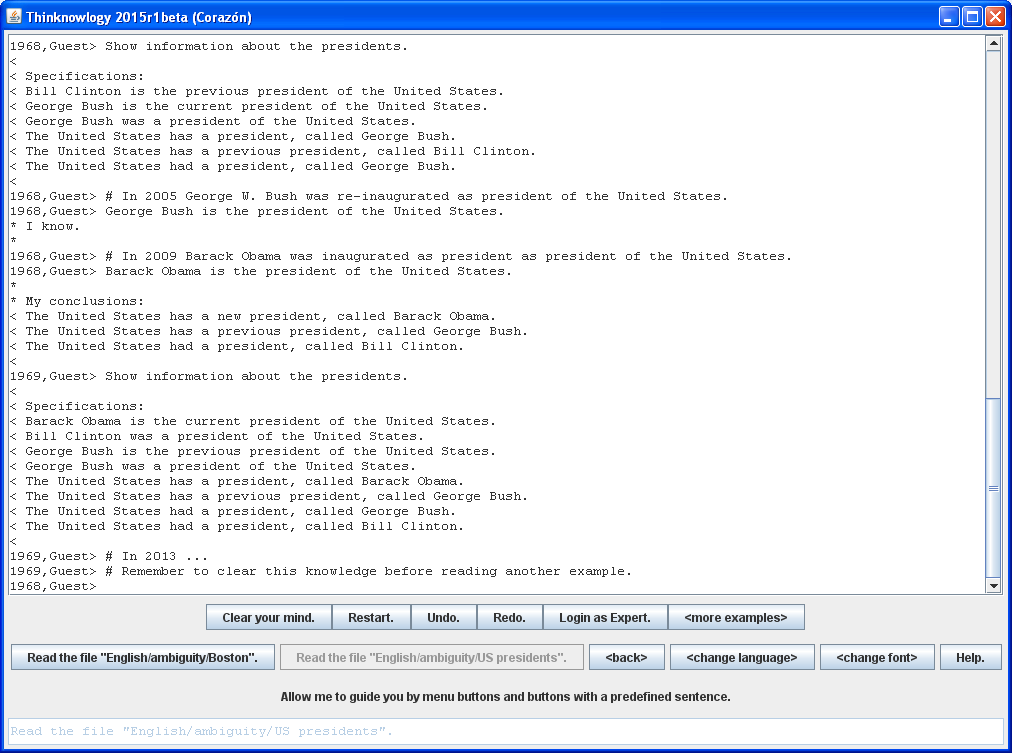 Thinknowlogy 2015r1beta (Corazón)
1968,Guest> Show information about the presidents.
<
< Specifications:
< Bill Clinton is the previous president of the United States.
< George Bush is the current president of the United States.
< George Bush was a president of the United States.
< The United States has a president, called George Bush.
< The United States has a previous president, called Bill Clinton.
< The United States had a president, called George Bush.
<
1968,Guest> # In 2005 George W. Bush was re-inaugurated as president of the United States.
1968,Guest> George Bush is the president of the United States.
* I know.
*
1968,Guest> # In 2009 Barack Obama was inaugurated as president as president of the United States.
1968,Guest> Barack Obama is the president of the United States.
*
* My conclusions:
< The United States has a new president, called Barack Obama.
< The United States has a previous president, called George Bush.
< The United States had a president, called Bill Clinton.
<
1969,Guest> Show information about the presidents.
<
< Specifications:
< Barack Obama is the current president of the United States.
< Bill Clinton was a president of the United States.
< George Bush is the previous president of the United States.
< George Bush was a president of the United States.
< The United States has a president, called Barack Obama.
< The United States has a previous president, called George Bush.
< The United States had a president, called George Bush.
< The United States had a president, called Bill Clinton.
<
1969,Guest> # In 2013 ...
1969,Guest> # Remember to clear this knowledge before reading another example.
1968,Guest>
Clear your mind. Restart. Undo. Redo. Login as Expert. <more examples>
Read the file "English/ambiguity/Boston". Read the file "English/ambiguity/US presidents". <back> <change language> <change font> Help.
Allow me to guide you by menu buttons and buttons with a predefined sentence.
Read the file "English/ambiguity/US presidents".